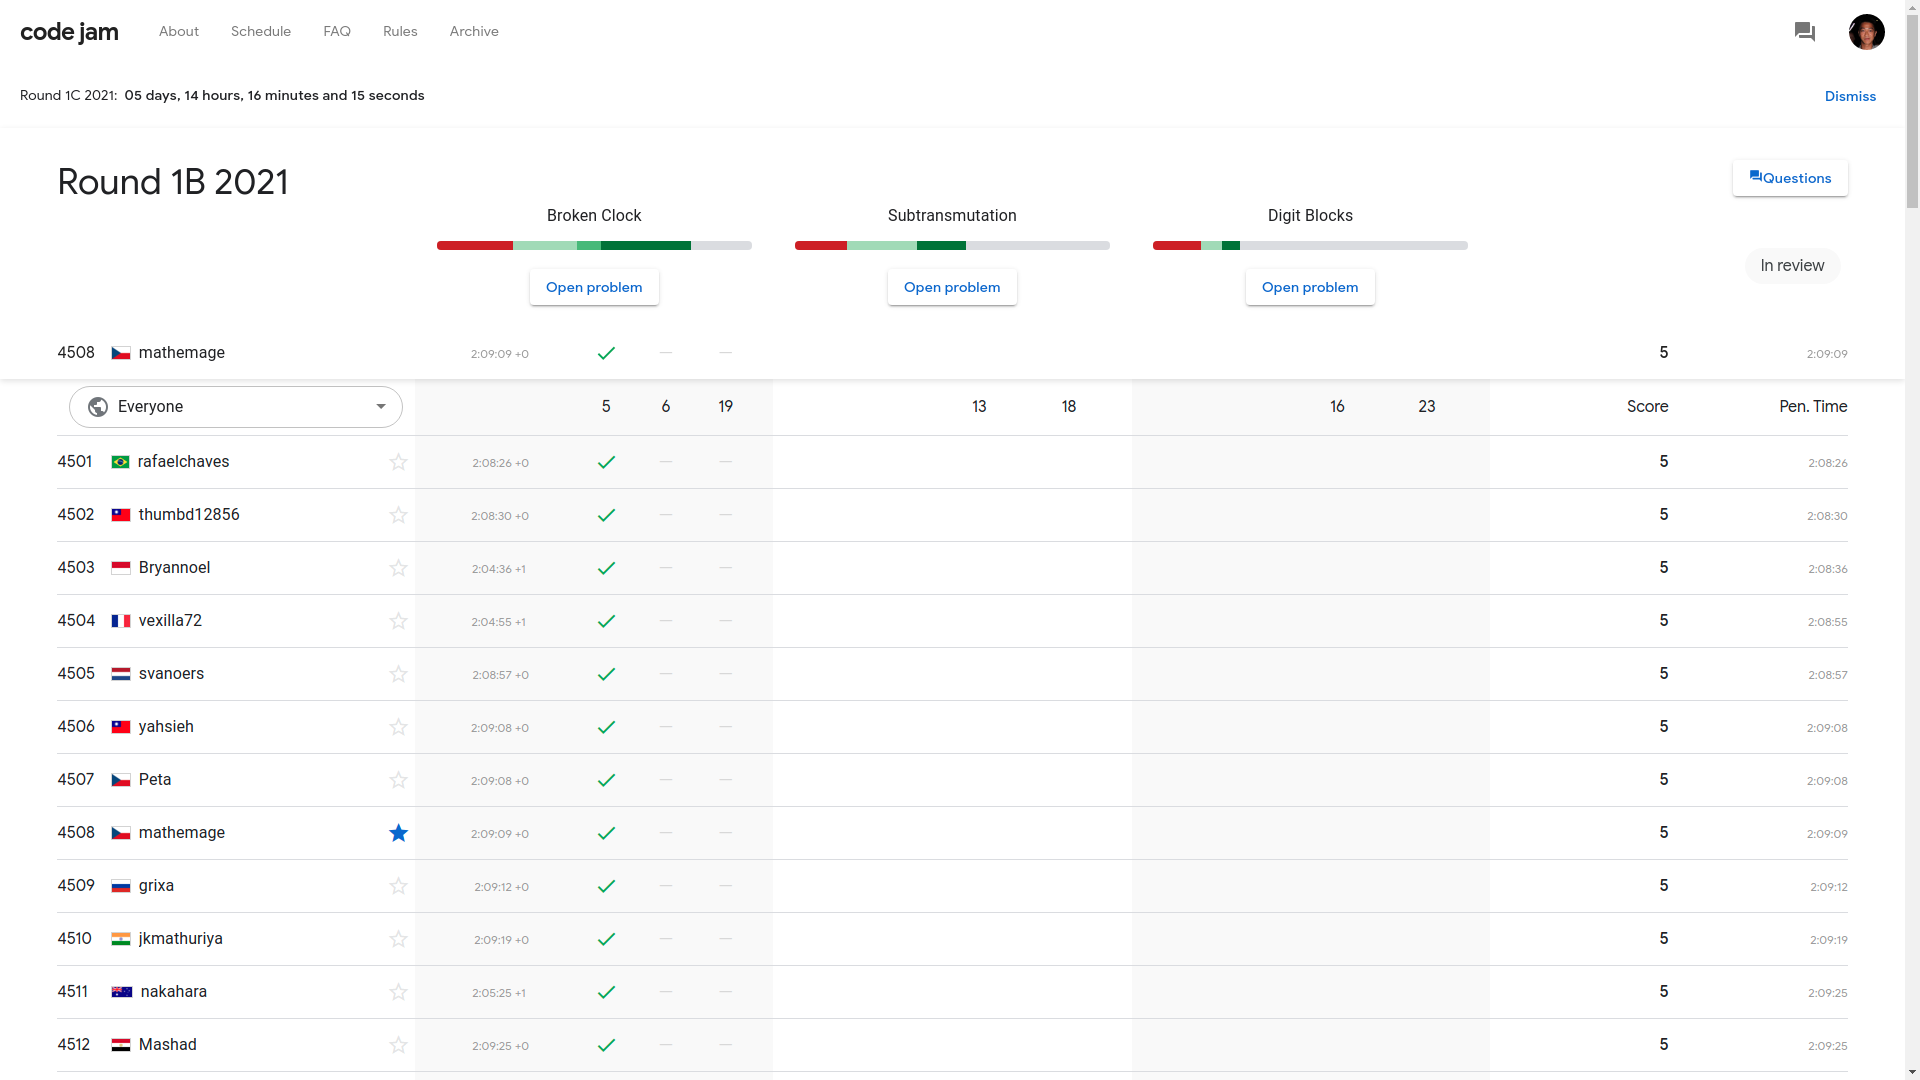 code jam About Schedule FAQ Rules Archive
Round 1C 2021: 05 days, 14 hours, 16 minutes and 15 seconds Dismiss
Round 1B 2021 Questions
Broken Clock Subtransmutation Digit Blocks
In review
Open problem Open problem Open problem
4508 mathemage 2:09:09 +0 — — 5 2:09:09
Everyone 5 6 19 13 18 16 23 Score Pen. Time
4501 rafaelchaves 2:08:26 +0 — — 5 2:08:26
4502 thumbd12856 2:08:30 +0 — — 5 2:08:30
4503 Bryannoel 2:04:36 +1 — — 5 2:08:36
4504 vexilla72 2:04:55 +1 — — 5 2:08:55
4505 svanoers 2:08:57 +0 — — 5 2:08:57
4506 yahsieh 2:09:08 +0 — — 5 2:09:08
4507 Peta 2:09:08 +0 — — 5 2:09:08
4508 mathemage 2:09:09 +0 — — 5 2:09:09
4509 grixa 2:09:12 +0 — — 5 2:09:12
4510 jkmathuriya 2:09:19 +0 — — 5 2:09:19
4511 nakahara 2:05:25 +1 — — 5 2:09:25
4512 Mashad 2:09:25 +0 — — 5 2:09:25